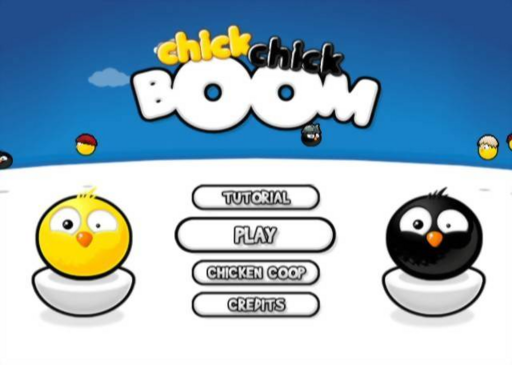 chick chick
BOOM
TUTORIAL
PLAY
CHICKEN COOP
CREDITS